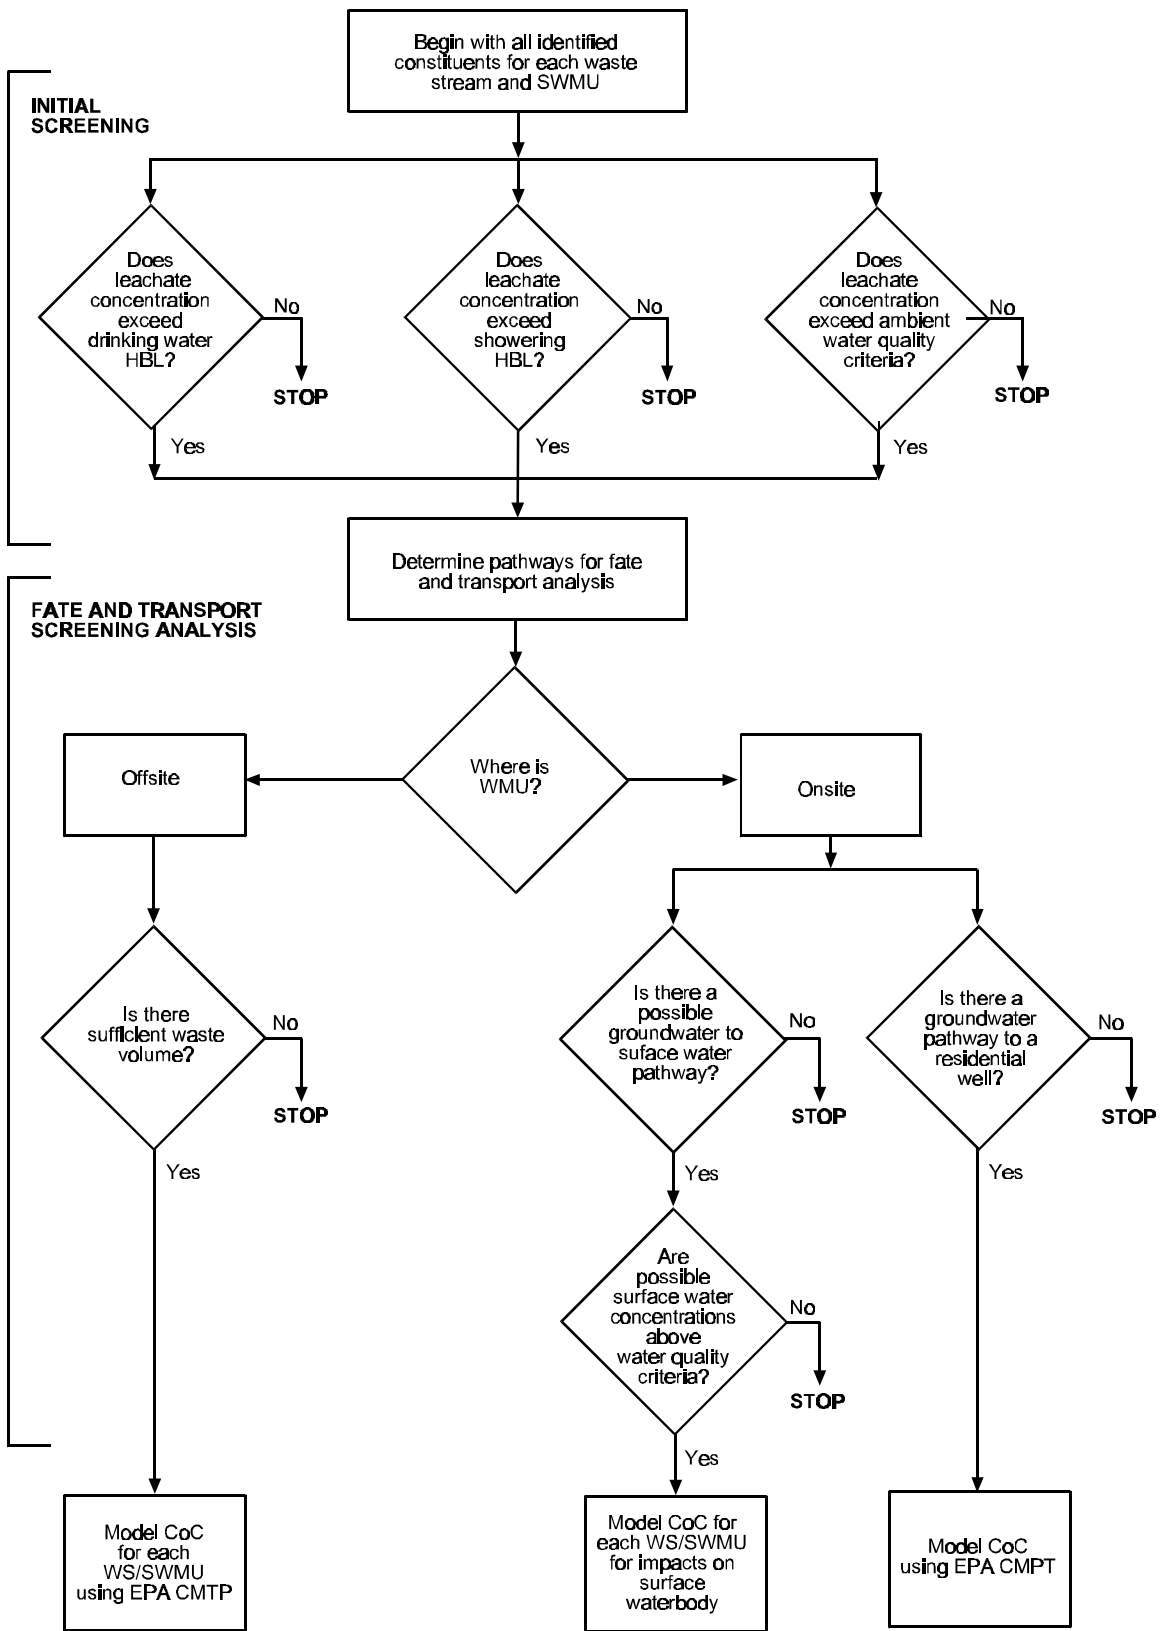 Begin with all identified
constituents for each waste
stream and SWMU
INITIAL
SCREENING
Does
leachate
concentration
exceed
drinking water
HBL?
No
STOP
Yes
Does
leachate
concentration
exceed
showering
HBL?
No
STOP
Yes
Does
leachate
concentration
exceed ambient
water quality
criteria?
No
STOP
Yes
Determine pathways for fate
and transport analysis
FATE AND TRANSPORT
SCREENING ANALYSIS
Where is
WMU?
Offsite
Onsite
Is there
sufficient waste
volume?
No
STOP
Yes
Is there a
possible
groundwater to
suface water
pathway?
No
STOP
Yes
Is there a
groundwater
pathway to a
residential
well?
No
STOP
Yes
Are
possible
surface water
concentrations
above
water quality
criteria?
No
STOP
Yes
Model CoC
for each
WS/SWMU
using EPA CMTP
Model CoC for
each WS/SWMU
for impacts on
surface
waterbody
Model CoC
using EPA CMPT